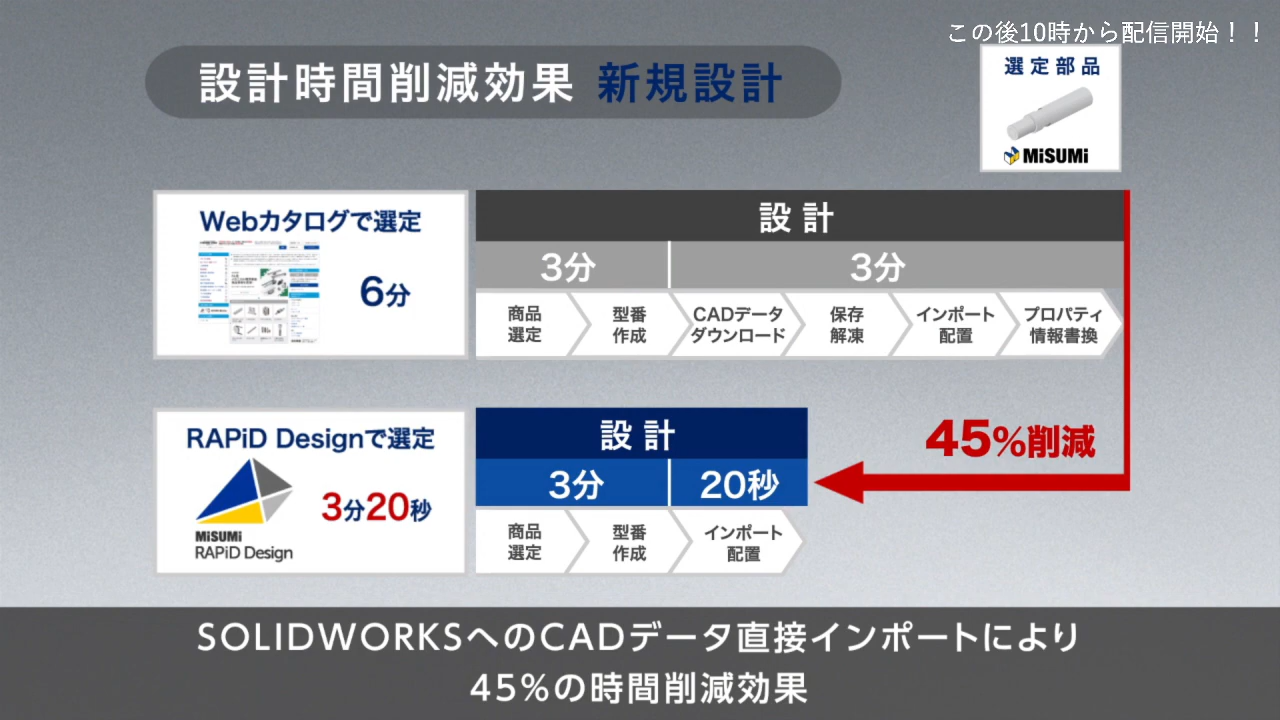 この後10時から配信開始！！
設計時間削減効果 新規設計
選定部品
MiSUMi
Webカタログで選定
6分
設計
3分
3分
商品
選定
型番
作成
CADデータ
ダウンロード
保存
解凍
インポート
配置
プロパティ
情報書換
45%削減
RAPiD Designで選定
3分20秒
MiSUMi
RAPiD Design
設計
3分
20秒
商品
選定
型番
作成
インポート
配置
SOLIDWORKSへのCADデータ直接インポートにより
45%の時間削減効果